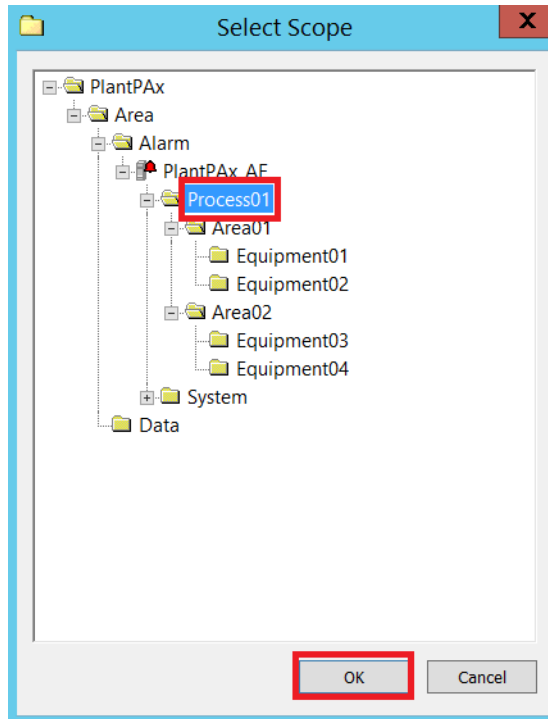 Select Scope
X
PlantPAx
Area
Alarm
PlantPAx_AE
Process01
Area01
Equipment01
Equipment02
Area02
Equipment03
Equipment04
System
Data
OK
Cancel